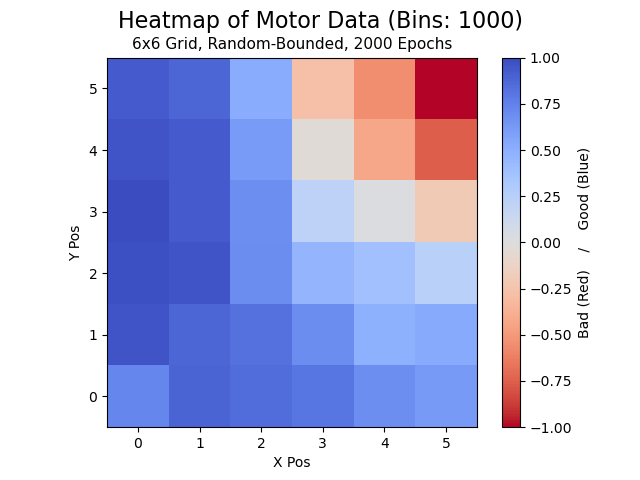 Heatmap of Motor Data (Bins: 1000)
6x6 Grid, Random-Bounded, 2000 Epochs
5
4
3
2
1
0
Y Pos
0 1 2 3 4 5
X Pos
1.00
0.75
0.50
0.25
0.00
−0.25
−0.50
−0.75
−1.00
Bad (Red) / Good (Blue)